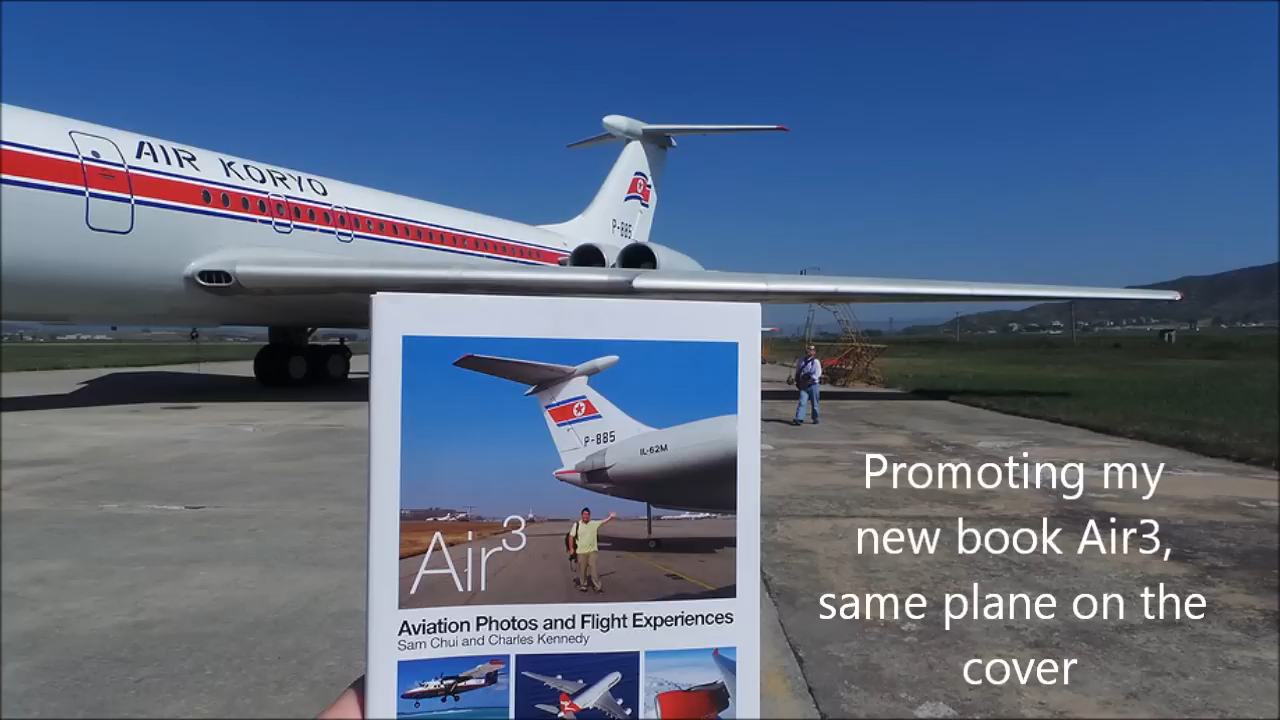 AIR KORYO
P-885
P-885
IL-62M
Air³
Aviation Photos and Flight Experiences
Sam Chui and Charles Kennedy
Promoting my
new book Air3,
same plane on the
cover